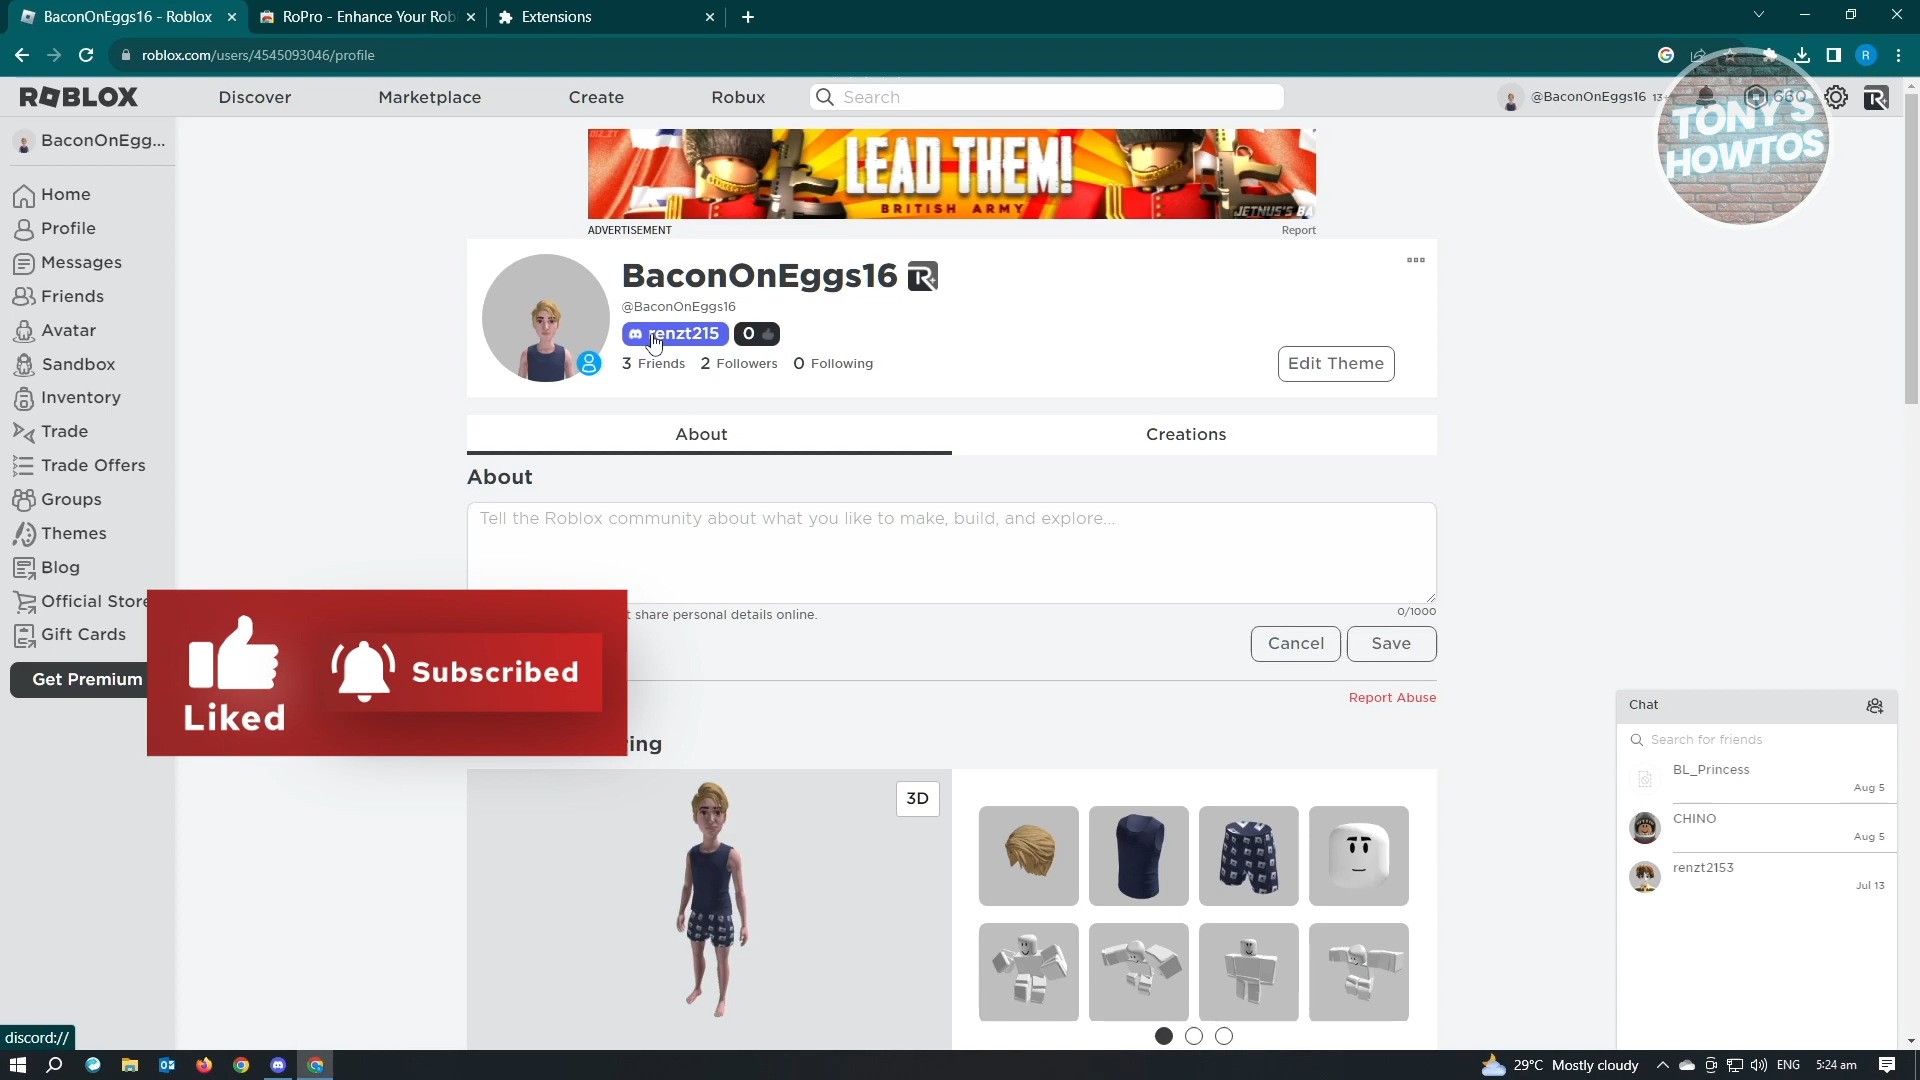 BaconOnEggs16 - Roblox
RoPro - Enhance Your Rob
Extensions
roblox.com/users/4545093046/profile
R
ROBLOX
Discover
Marketplace
Create
Robux
Search
@BaconOnEggs16 13+
660
TONY'S
HOWTOS
BaconOnEgg...
Home
Profile
Messages
Friends
Avatar
Sandbox
Inventory
Trade
Trade Offers
Groups
Themes
Blog
Official Store
Gift Cards
Get Premium
LEAD THEM!
BRITISH ARMY
ADVERTISEMENT
Report
BaconOnEggs16
@BaconOnEggs16
renzt215
0
3 Friends 2 Followers 0 Following
Edit Theme
About
Creations
About
Tell the Roblox community about what you like to make, build, and explore...
t share personal details online.
0/1000
Cancel
Save
Report Abuse
Liked
Subscribed
ring
3D
Chat
Search for friends
BL_Princess
Aug 5
CHINO
Aug 5
renzt2153
Jul 13
discord://
29°C Mostly cloudy
ENG
5:24 am